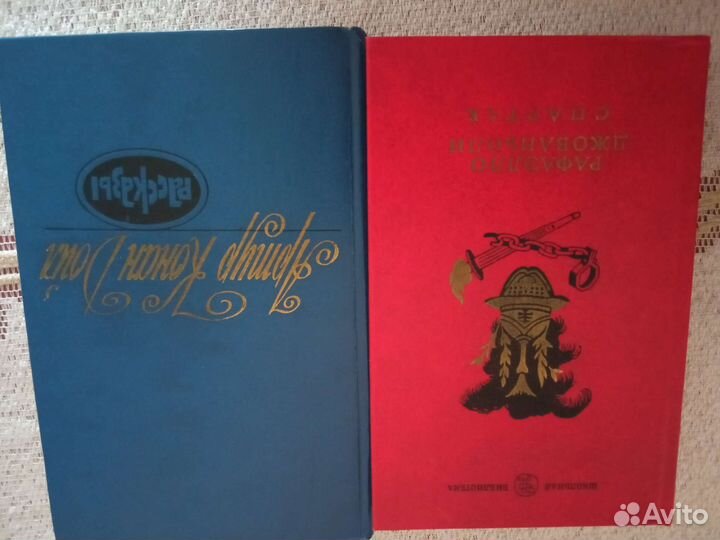 Артур Конан Дойл
рассказы
РАФАЭЛЛО
ДЖОВАНЬОЛИ
СПАРТАК
ШКОЛЬНАЯ
БИБЛИОТЕКА
Avito